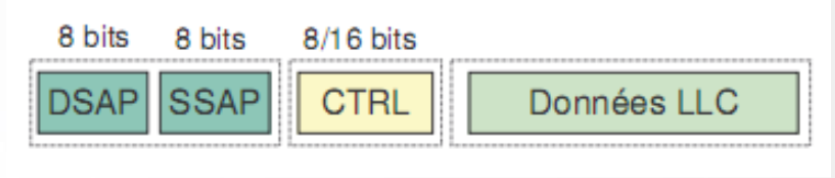 8 bits 8 bits 8/16 bits
DSAP SSAP CTRL Données LLC